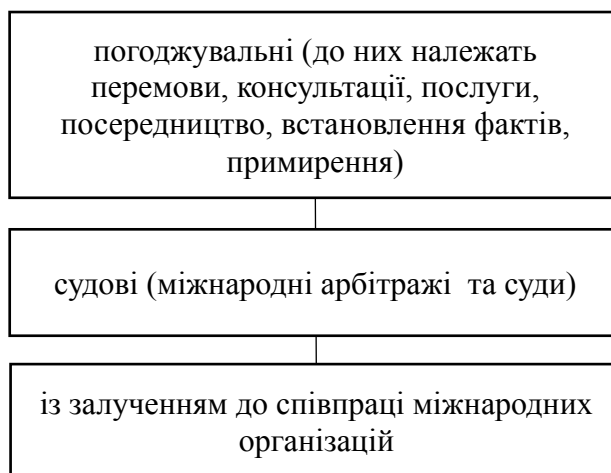 погоджувальні (до них належать
перемови, консультації, послуги,
посередництво, встановлення фактів,
примирення)
судові (міжнародні арбітражі та суди)
із залученням до співпраці міжнародних
організацій